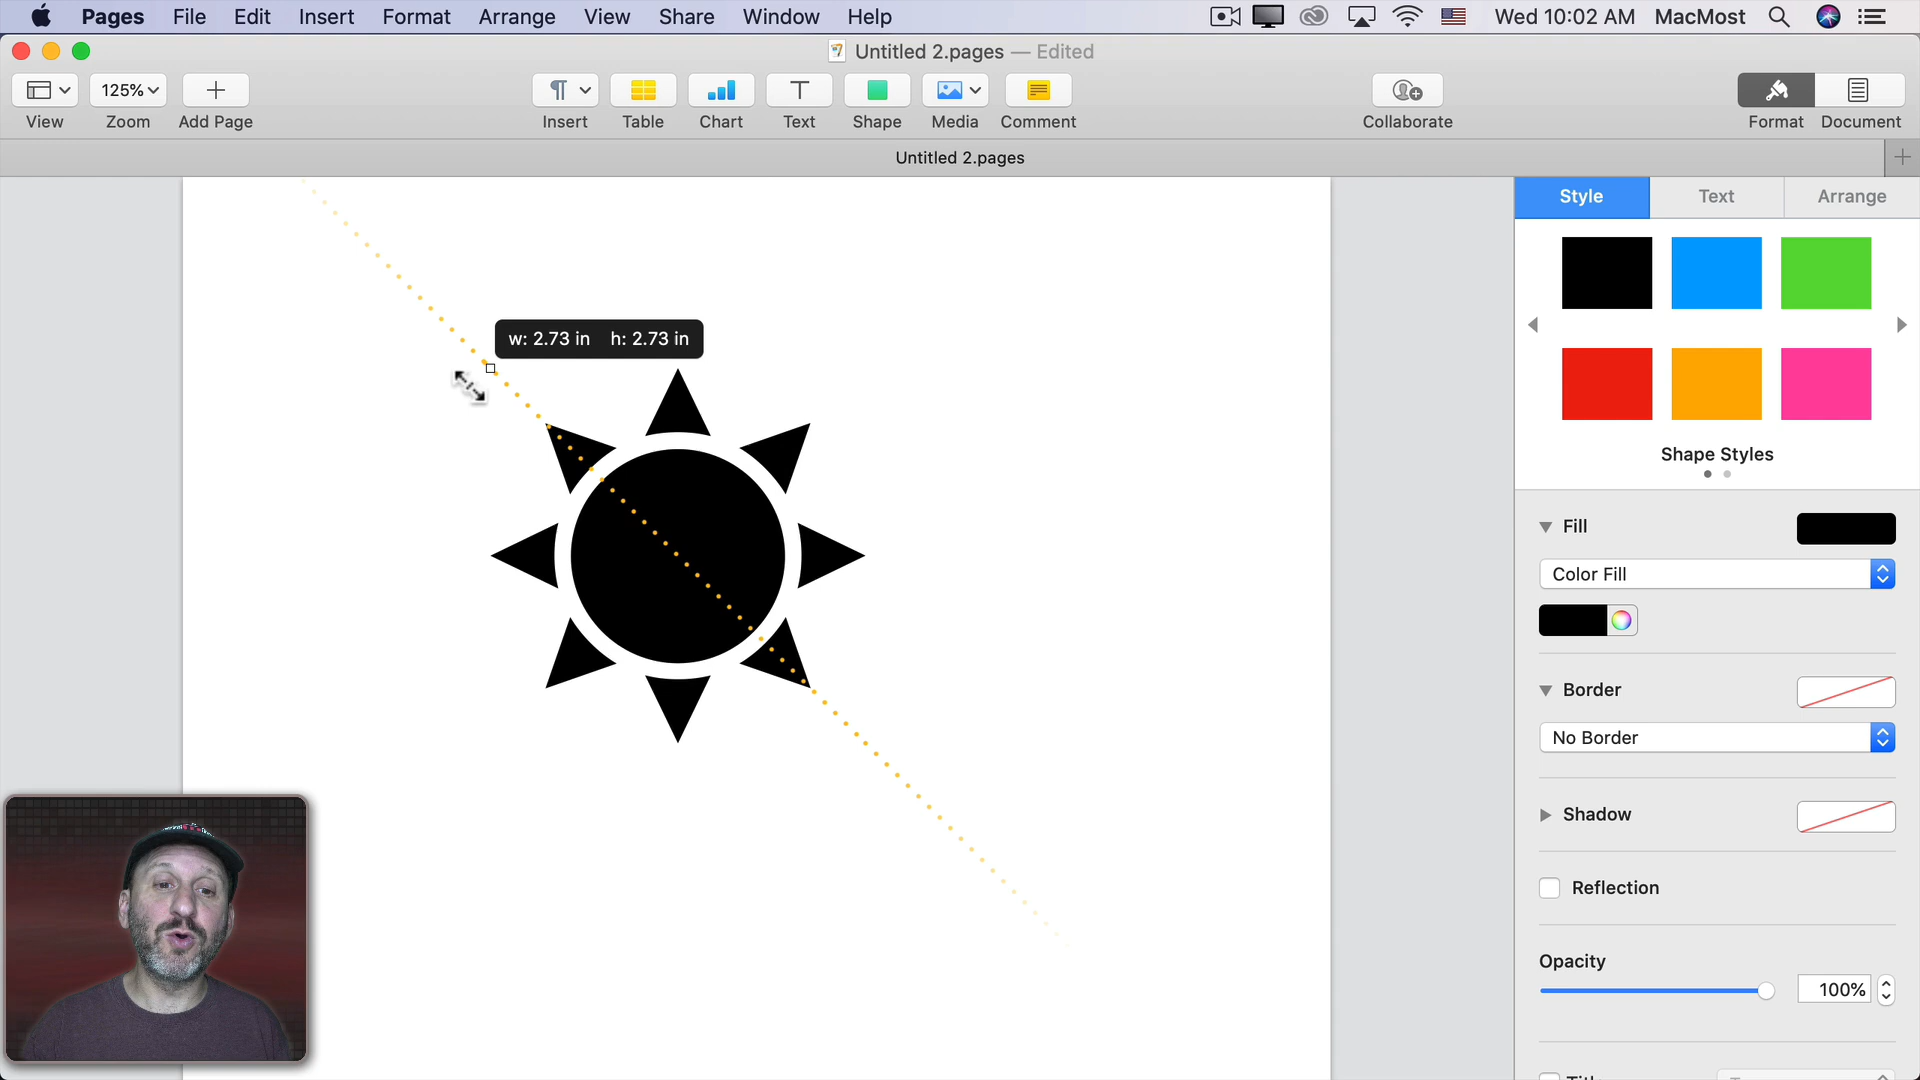 Pages File Edit Insert Format Arrange View Share Window Help Wed 10:02 AM MacMost
Untitled 2.pages — Edited
125%
View Zoom Add Page Insert Table Chart Text Shape Media Comment Collaborate Format Document
Untitled 2.pages
Style Text Arrange
w: 2.73 in h: 2.73 in
Shape Styles
Fill
Color Fill
Border
No Border
Shadow
Reflection
Opacity
100%